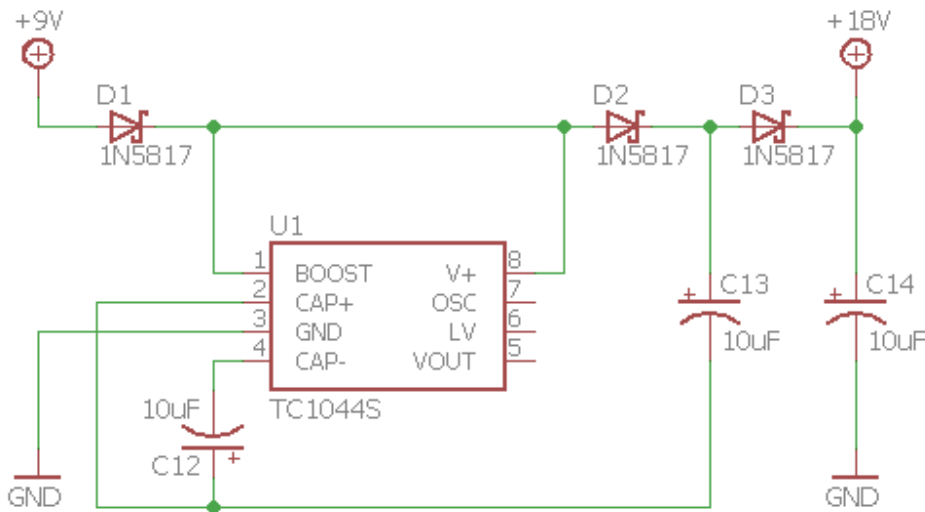 +9V
+18V
D1
D2
D3
1N5817
1N5817
1N5817
U1
1
BOOST
V+
8
2
CAP+
OSC
7
3
GND
LV
6
4
CAP-
VOUT
5
TC1044S
C13
10uF
C14
10uF
10uF
C12
GND
GND
+
+
+